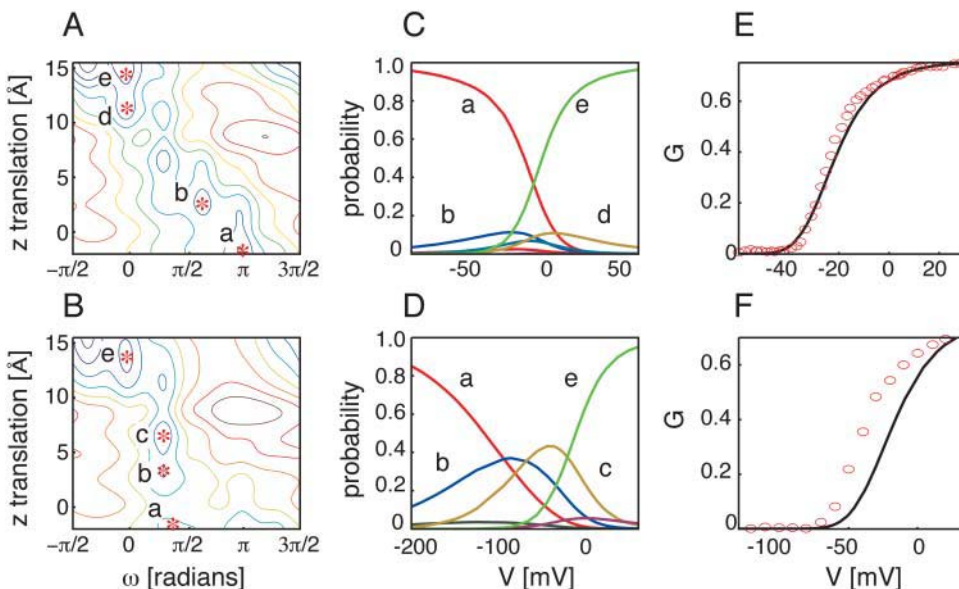 A
C
E
z translation [Å]
15
10
5
0
e
d
b
a
−π/2
0
π/2
π
3π/2
probability
1.0
0.8
0.6
0.4
0.2
0
a
e
b
d
-50
0
50
G
0.6
0.4
0.2
0
-40
-20
0
20
B
D
F
z translation [Å]
15
10
5
0
e
c
b
a
−π/2
0
π/2
π
3π/2
ω [radians]
probability
1.0
0.8
0.6
0.4
0.2
0
a
e
b
c
-200
-100
0
V [mV]
G
0.6
0.4
0.2
0
-100
-50
0
V [mV]